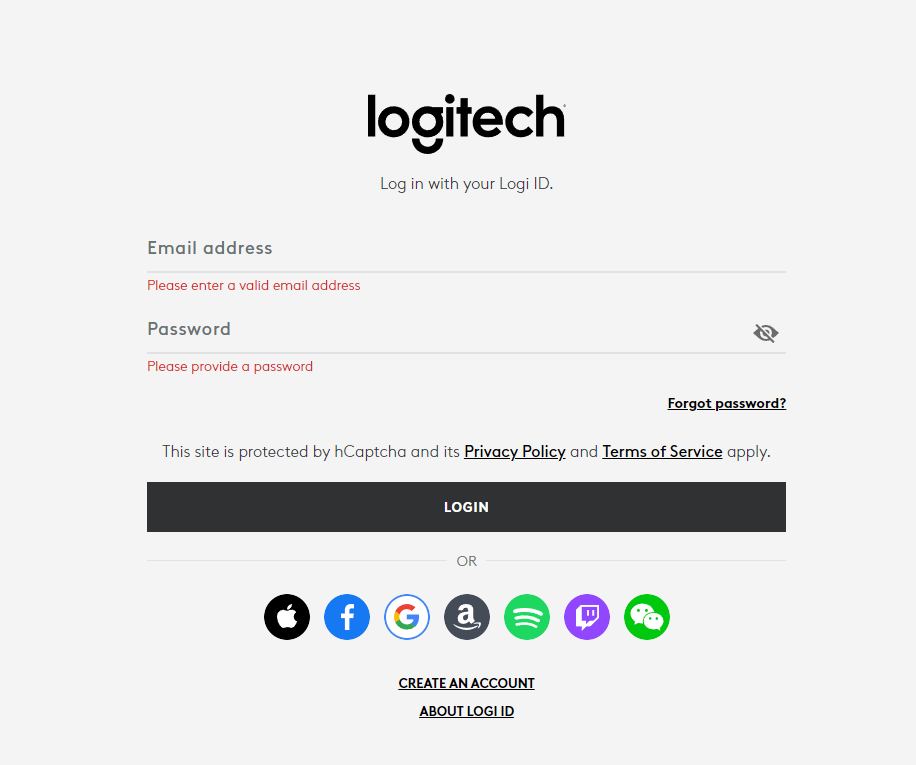 logitech
Log in with your Logi ID.
Email address
Please enter a valid email address
Password
Please provide a password
Forgot password?
This site is protected by hCaptcha and its Privacy Policy and Terms of Service apply.
LOGIN
OR
CREATE AN ACCOUNT
ABOUT LOGI ID